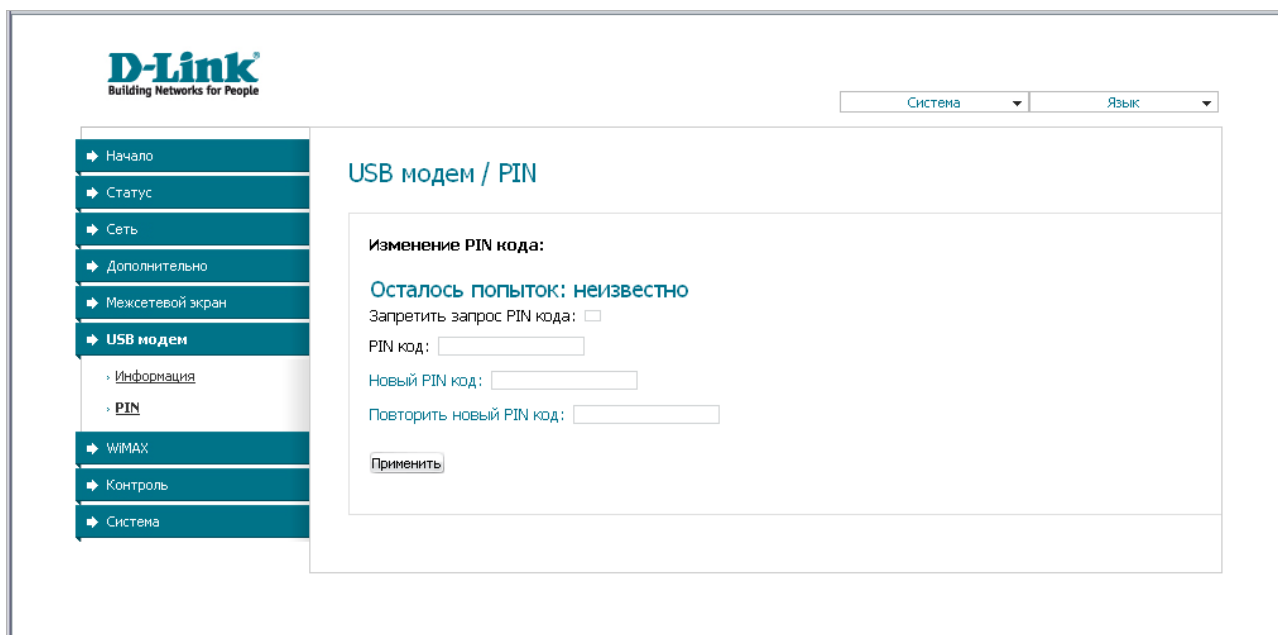 D-Link
Building Networks for People
Система
Язык
Начало
Статус
Сеть
Дополнительно
Межсетевой экран
USB модем
Информация
PIN
WiMAX
Контроль
Система
USB модем / PIN
Изменение PIN кода:
Осталось попыток: неизвестно
Запретить запрос PIN кода:
PIN код:
Новый PIN код:
Повторить новый PIN код:
Применить